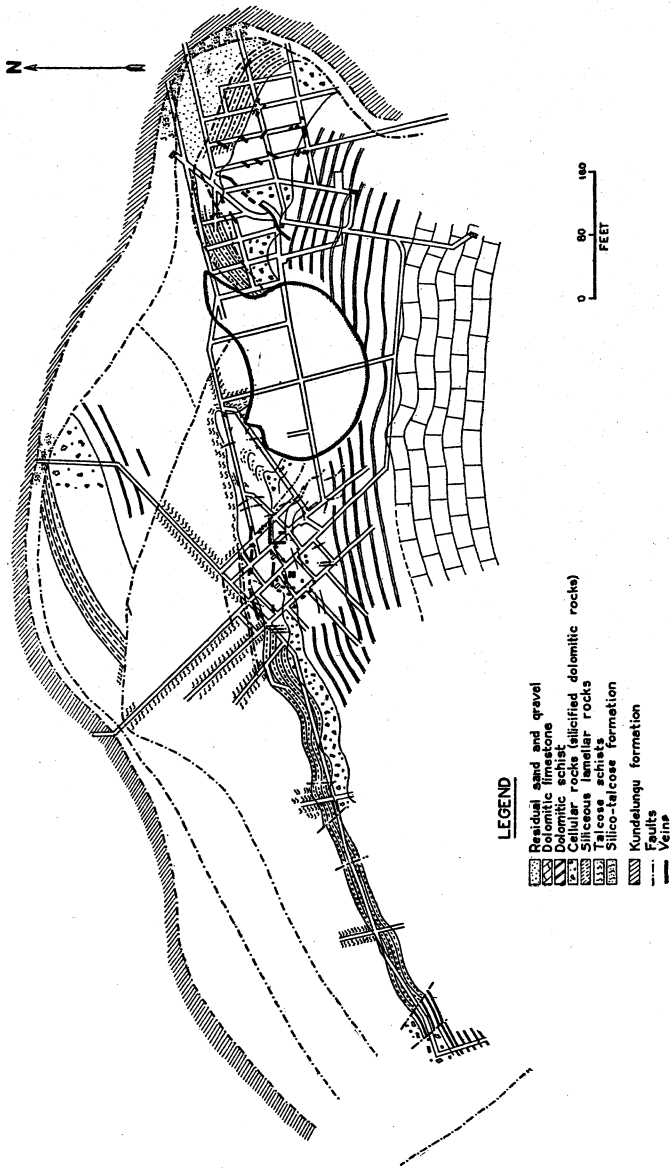 N
0 80 160
FEET
LEGEND
Residual sand and gravel
Dolomitic limestone
Dolomitic schist
Cellular rocks (silicified dolomitic rocks)
Siliceous lamellar rocks
Talcose schists
Silico-talcose formation
Kundelungu formation
Faults
Veins